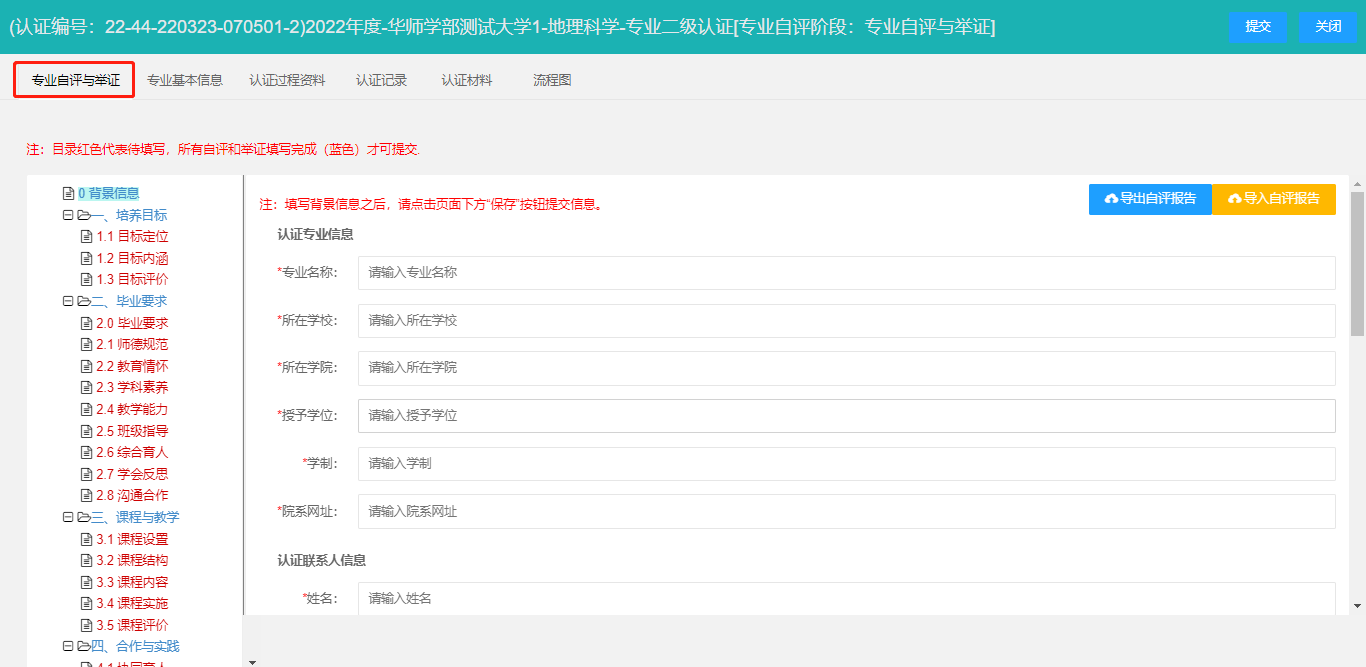 (认证编号：22-44-220323-070501-2)2022年度-华师学部测试大学1-地理科学-专业二级认证[专业自评阶段：专业自评与举证]
提交
关闭
专业自评与举证
专业基本信息
认证过程资料
认证记录
认证材料
流程图
注：目录红色代表待填写，所有自评和举证填写完成（蓝色）才可提交.
0 背景信息
一、培养目标
1.1 目标定位
1.2 目标内涵
1.3 目标评价
二、毕业要求
2.0 毕业要求
2.1 师德规范
2.2 教育情怀
2.3 学科素养
2.4 教学能力
2.5 班级指导
2.6 综合育人
2.7 学会反思
2.8 沟通合作
三、课程与教学
3.1 课程设置
3.2 课程结构
3.3 课程内容
3.4 课程实施
3.5 课程评价
四、合作与实践
4.1 协同育人
注：填写背景信息之后，请点击页面下方“保存”按钮提交信息。
导出自评报告
导入自评报告
认证专业信息
*专业名称： 请输入专业名称
*所在学校： 请输入所在学校
*所在学院： 请输入所在学院
*授予学位： 请输入授予学位
*学制： 请输入学制
*院系网址： 请输入院系网址
认证联系人信息
*姓名： 请输入姓名